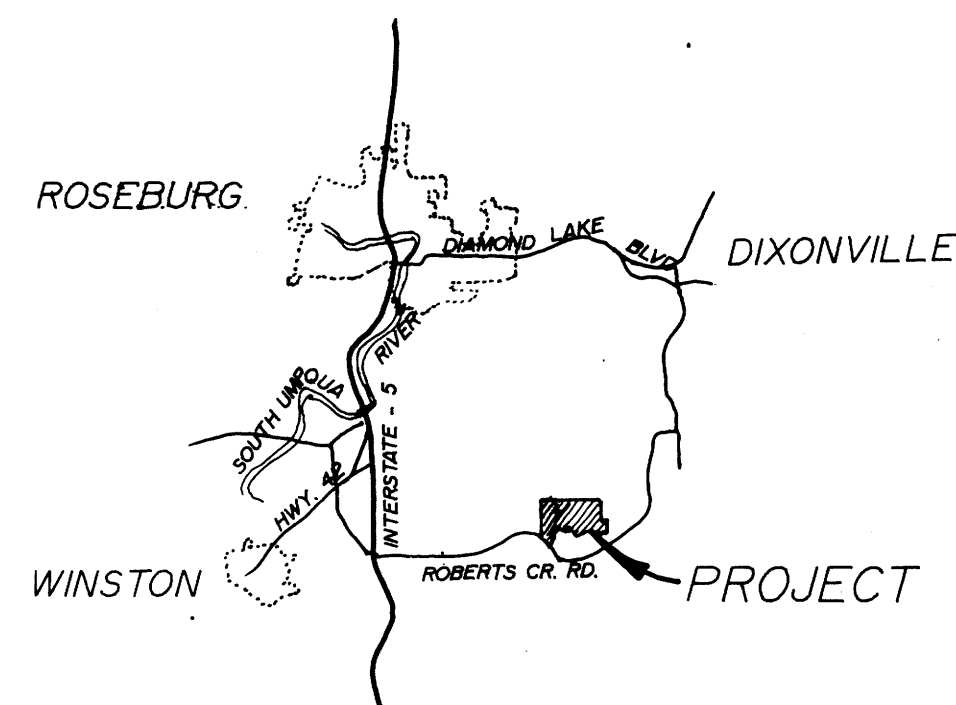 ROSEBURG
DIAMOND LAKE BLVD
DIXONVILLE
RIVER
SOUTH UMPQUA
INTERSTATE - 5
HWY. 42
WINSTON
ROBERTS CR. RD.
PROJECT